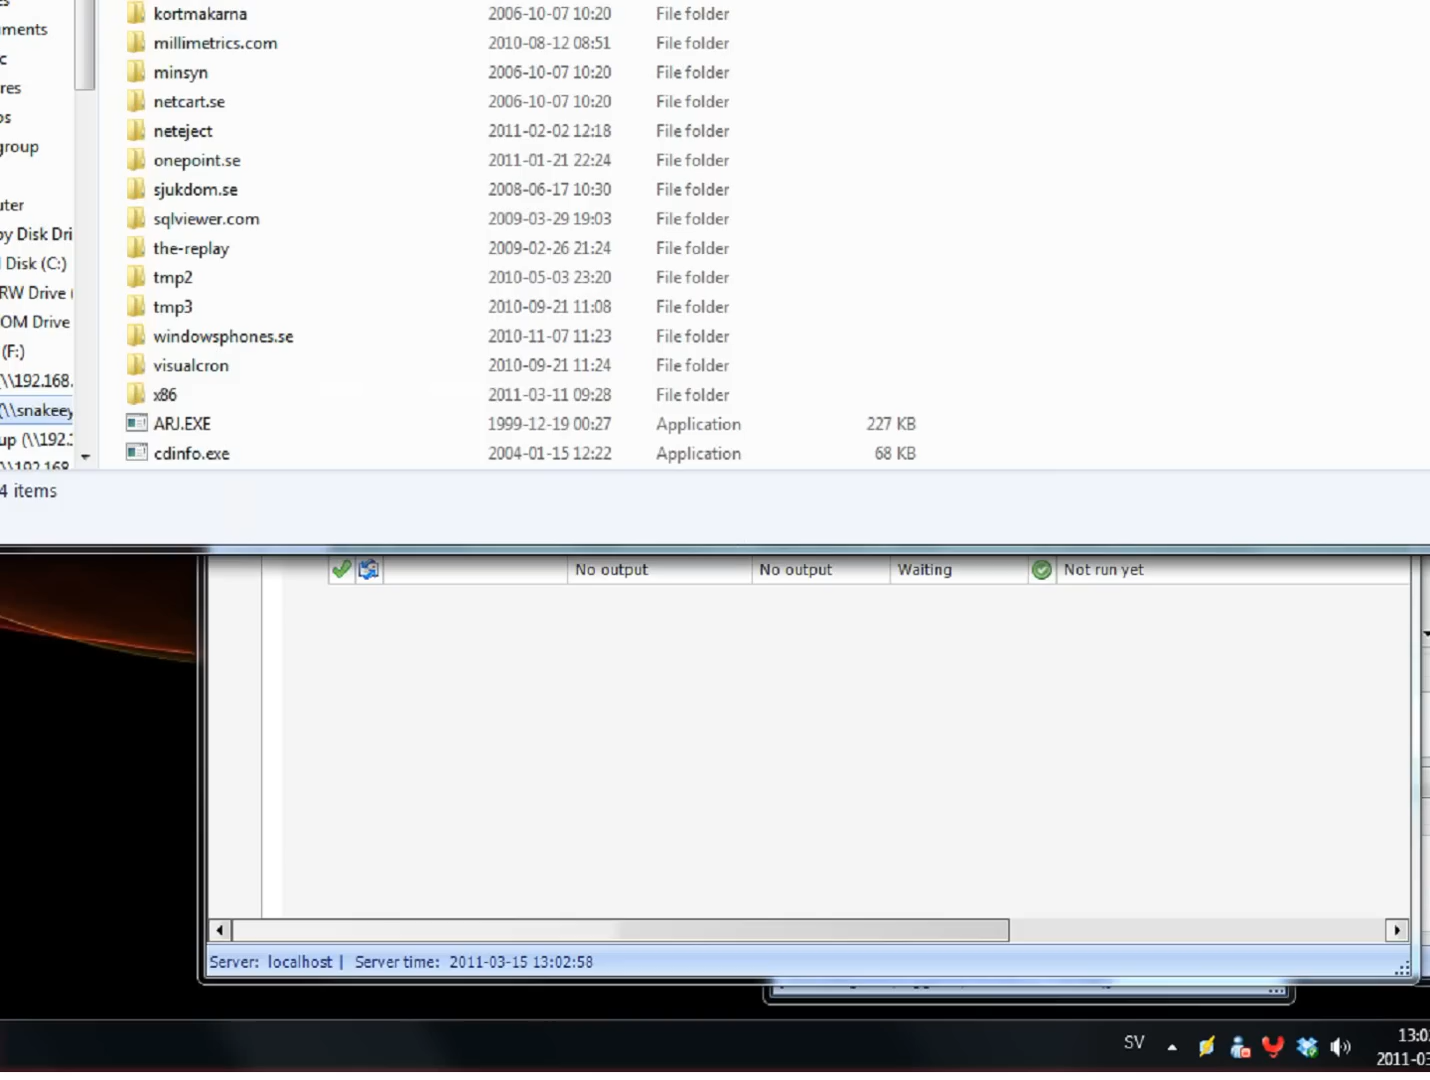 kortmakarna 2006-10-07 10:20 File folder
uments millimetrics.com 2010-08-12 08:51 File folder
c minsyn 2006-10-07 10:20 File folder
res netcart.se 2006-10-07 10:20 File folder
os neteject 2011-02-02 12:18 File folder
group onepoint.se 2011-01-21 22:24 File folder
sjukdom.se 2008-06-17 10:30 File folder
uter sqlviewer.com 2009-03-29 19:03 File folder
py Disk Dri the-replay 2009-02-26 21:24 File folder
l Disk (C:) tmp2 2010-05-03 23:20 File folder
RW Drive ( tmp3 2010-09-21 11:08 File folder
OM Drive windowsphones.se 2010-11-07 11:23 File folder
(F:) visualcron 2010-09-21 11:24 File folder
(\\192.168. x86 2011-03-11 09:28 File folder
(\\snakeey ARJ.EXE 1999-12-19 00:27 Application 227 KB
up (\\192.1 cdinfo.exe 2004-01-15 12:22 Application 68 KB
(\\192.168
4 items
No output No output Waiting Not run yet
Server: localhost | Server time: 2011-03-15 13:02:58
SV 13:02
2011-03